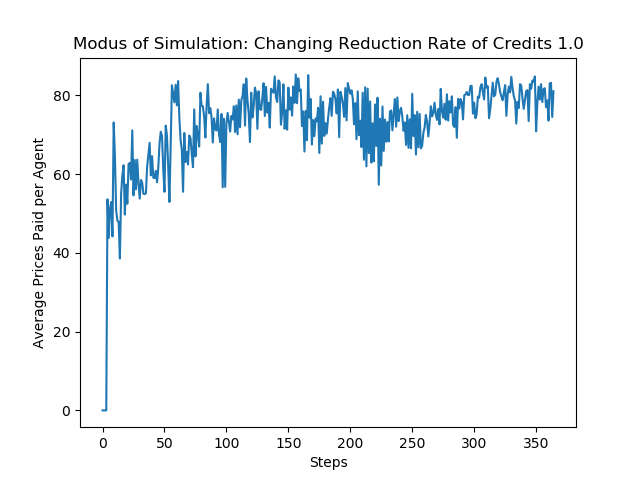 Modus of Simulation: Changing Reduction Rate of Credits 1.0
Average Prices Paid per Agent
80
60
40
20
0
0 50 100 150 200 250 300 350
Steps